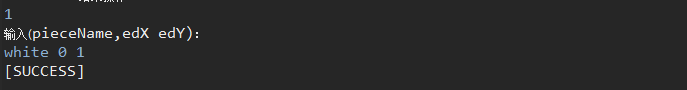 1
输入(pieceName,edX edY):
white 0 1
[SUCCESS]